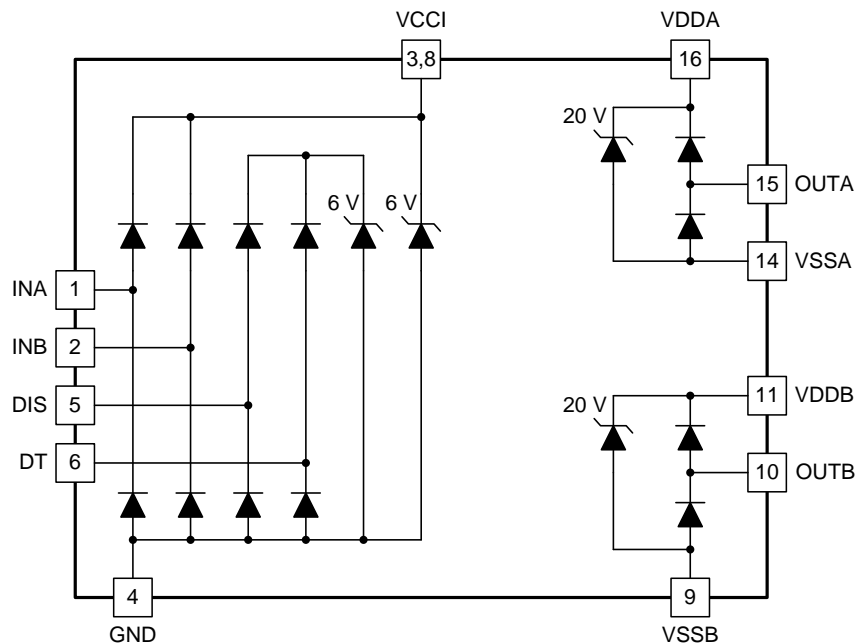 VCCI
VDDA
3,8
16
20 V
15
OUTA
6 V
6 V
14
VSSA
INA
1
INB
2
DIS
5
20 V
11
VDDB
DT
6
10
OUTB
4
9
GND
VSSB